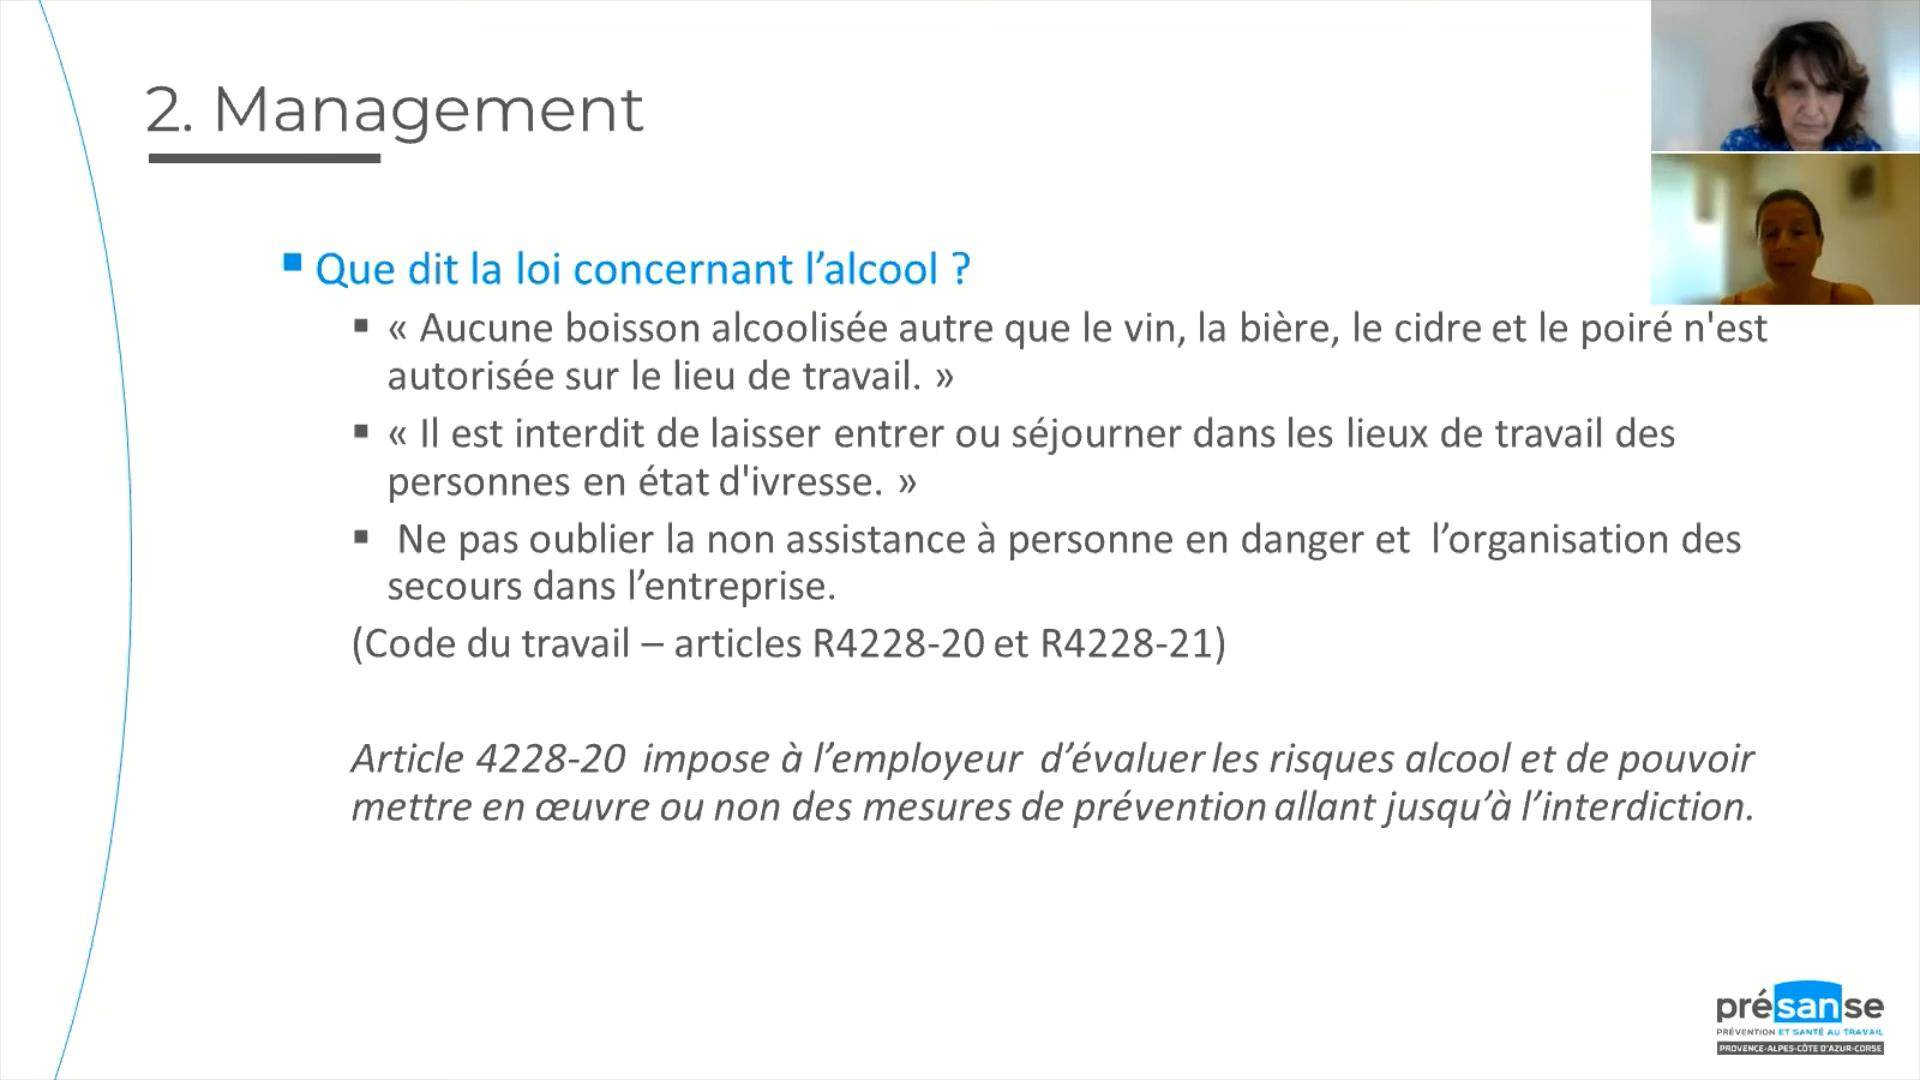 2. Management
Que dit la loi concernant l’alcool ?
« Aucune boisson alcoolisée autre que le vin, la bière, le cidre et le poiré n'est
autorisée sur le lieu de travail. »
« Il est interdit de laisser entrer ou séjourner dans les lieux de travail des
personnes en état d'ivresse. »
Ne pas oublier la non assistance à personne en danger et l’organisation des
secours dans l’entreprise.
(Code du travail – articles R4228-20 et R4228-21)
Article 4228-20 impose à l’employeur d’évaluer les risques alcool et de pouvoir
mettre en œuvre ou non des mesures de prévention allant jusqu’à l’interdiction.
présanse
PRÉVENTION ET SANTÉ AU TRAVAIL
PROVENCE-ALPES-CÔTE D'AZUR-CORSE